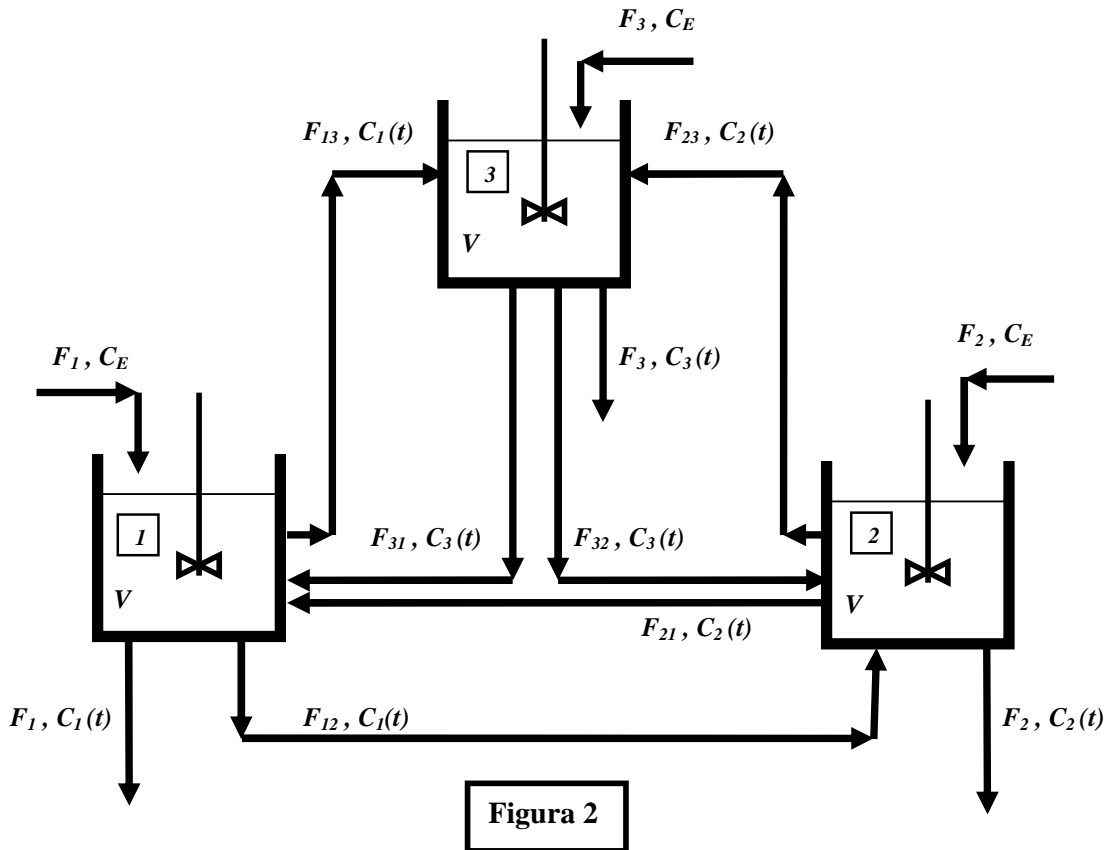 F3 , CE
F13 , C1(t)
F23 , C2(t)
3
V
F1 , CE
F3 , C3(t)
F2 , CE
1
F31 , C3(t)
F32 , C3(t)
2
V
V
F21 , C2(t)
F1 , C1(t)
F12 , C1(t)
F2 , C2(t)
Figura 2